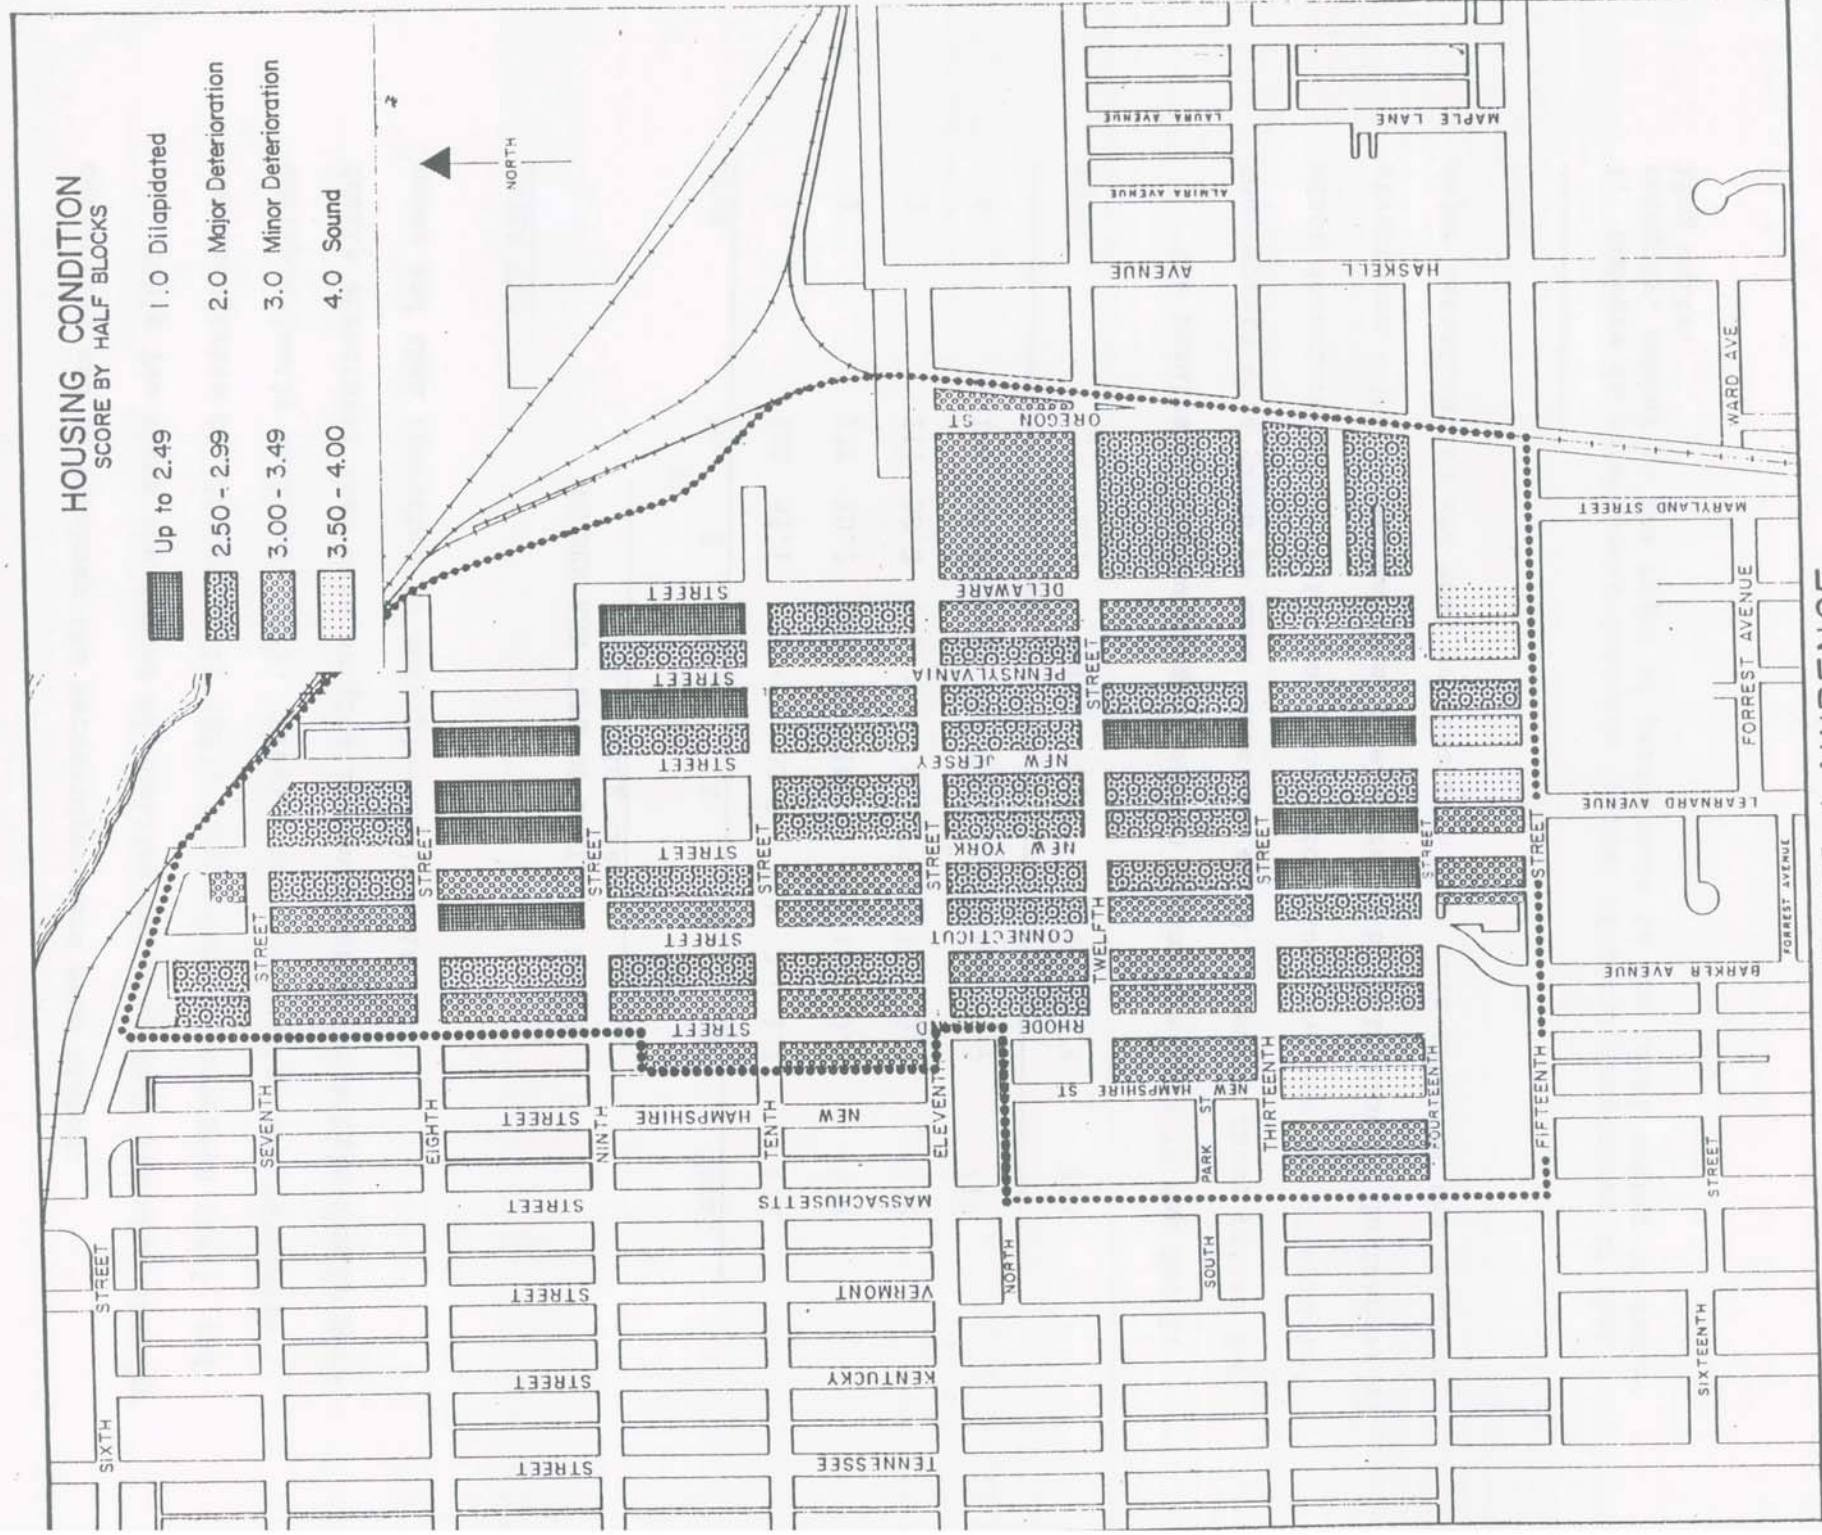 HOUSING CONDITION
SCORE BY HALF BLOCKS
Up to 2.49 1.0 Dilapidated
2.50 - 2.99 2.0 Major Deterioration
3.00 - 3.49 3.0 Minor Deterioration
3.50 - 4.00 4.0 Sound
NORTH
SIXTH STREET
SEVENTH STREET
EIGHTH STREET
NINTH STREET
TENTH STREET
ELEVENTH STREET
NORTH
TWELFTH STREET
PARK ST
SOUTH
THIRTEENTH STREET
FOURTEENTH STREET
FIFTEENTH STREET
SIXTEENTH STREET
TENNESSEE STREET
KENTUCKY STREET
VERMONT STREET
MASSACHUSETTS STREET
NEW HAMPSHIRE STREET
NEW HAMPSHIRE ST
RHODE STREET
CONNECTICUT STREET
NEW YORK STREET
NEW JERSEY STREET
PENNSYLVANIA STREET
DELAWARE STREET
OREGON ST
HASKELL AVENUE
ALMIRA AVENUE
LAURA AVENUE
MAPLE LANE
WARD AVE.
MARYLAND STREET
FORREST AVENUE
LEARNARD AVENUE
FORREST AVENUE
BARKER AVENUE